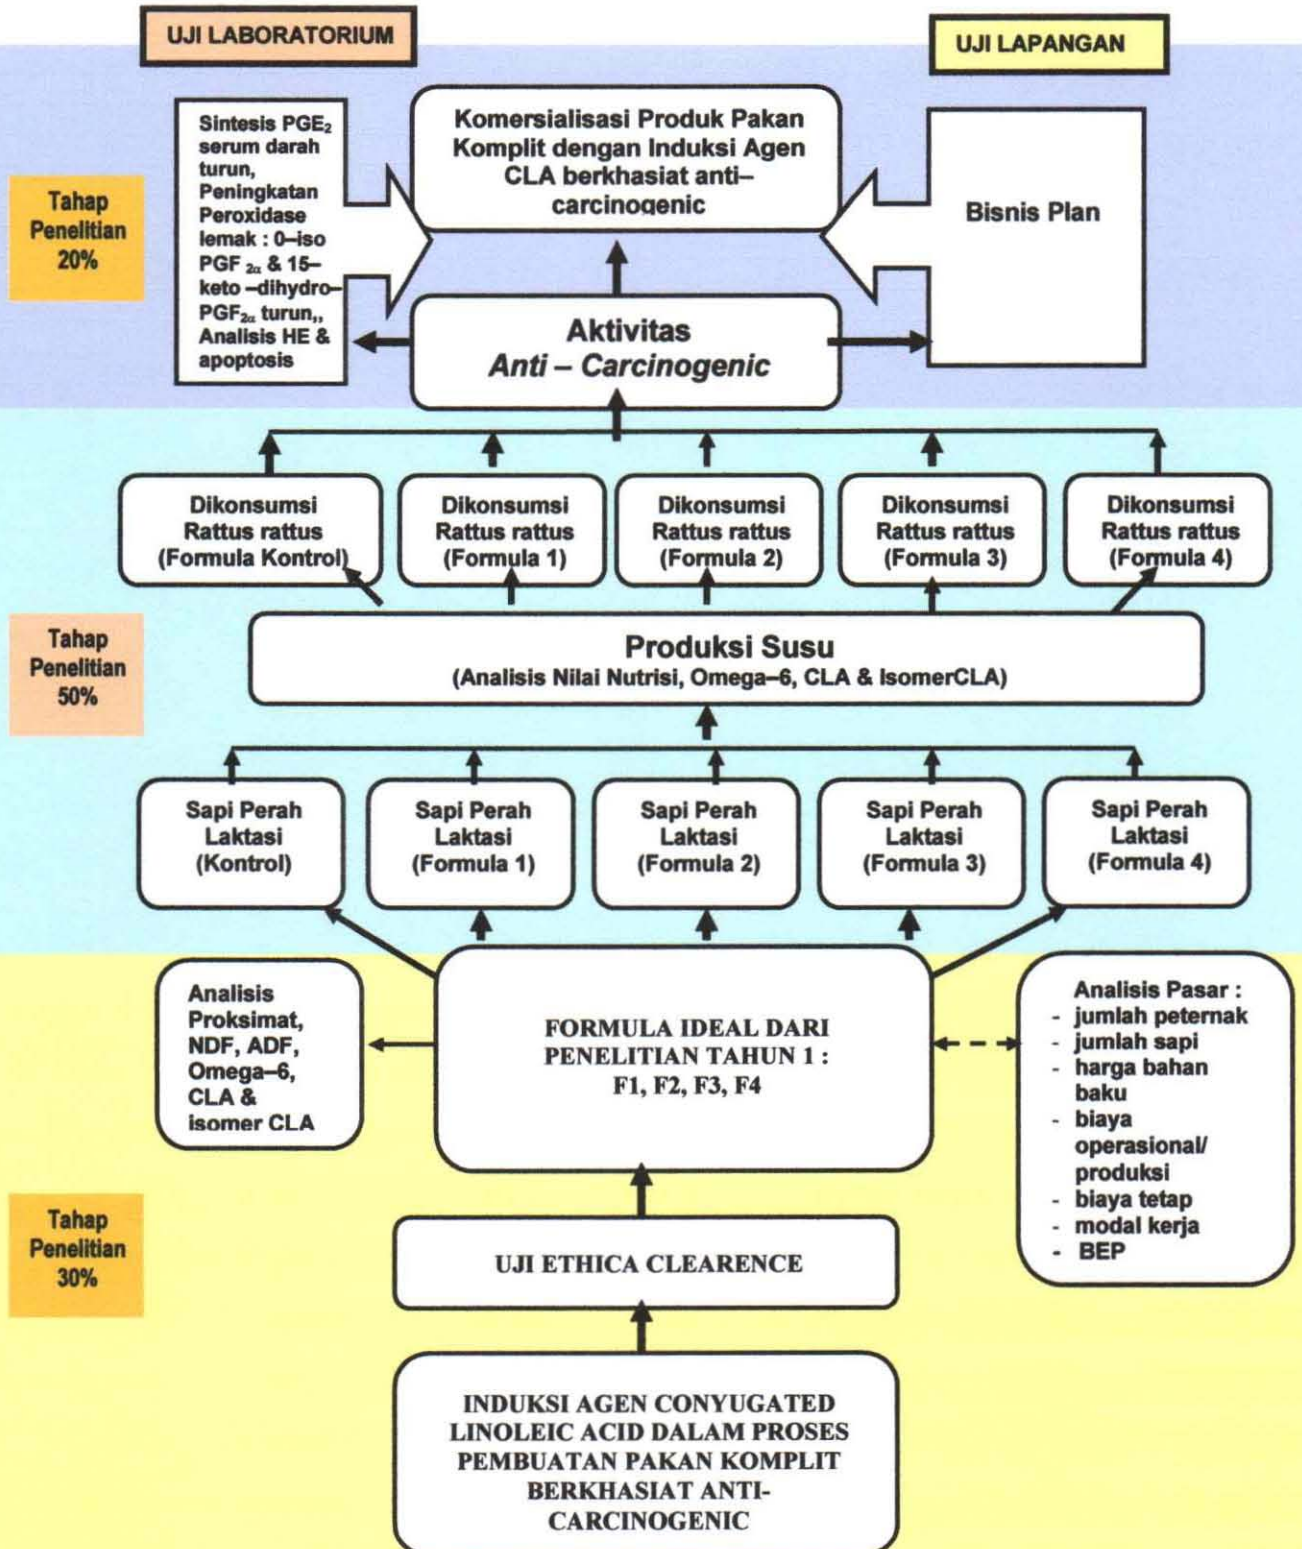 UJI LABORATORIUM
UJI LAPANGAN
Tahap
Penelitian
20%
Sintesis PGE₂
serum darah
turun,
Peningkatan
Peroxidase
lemak : 0–iso
PGF ₂α & 15–
keto –dihydro–
PGF₂α turun,,
Analisis HE &
apoptosis
Komersialisasi Produk Pakan
Komplit dengan Induksi Agen
CLA berkhasiat anti–
carcinogenic
Bisnis Plan
Aktivitas
Anti – Carcinogenic
Dikonsumsi
Rattus rattus
(Formula Kontrol)
Dikonsumsi
Rattus rattus
(Formula 1)
Dikonsumsi
Rattus rattus
(Formula 2)
Dikonsumsi
Rattus rattus
(Formula 3)
Dikonsumsi
Rattus rattus
(Formula 4)
Tahap
Penelitian
50%
Produksi Susu
(Analisis Nilai Nutrisi, Omega–6, CLA & IsomerCLA)
Sapi Perah
Laktasi
(Kontrol)
Sapi Perah
Laktasi
(Formula 1)
Sapi Perah
Laktasi
(Formula 2)
Sapi Perah
Laktasi
(Formula 3)
Sapi Perah
Laktasi
(Formula 4)
Analisis
Proksimat,
NDF, ADF,
Omega–6,
CLA &
isomer CLA
FORMULA IDEAL DARI
PENELITIAN TAHUN 1 :
F1, F2, F3, F4
Analisis Pasar :
- jumlah peternak
- jumlah sapi
- harga bahan
baku
- biaya
operasional/
produksi
- biaya tetap
- modal kerja
- BEP
Tahap
Penelitian
30%
UJI ETHICA CLEARENCE
INDUKSI AGEN CONYUGATED
LINOLEIC ACID DALAM PROSES
PEMBUATAN PAKAN KOMPLIT
BERKHASIAT ANTI-
CARCINOGENIC